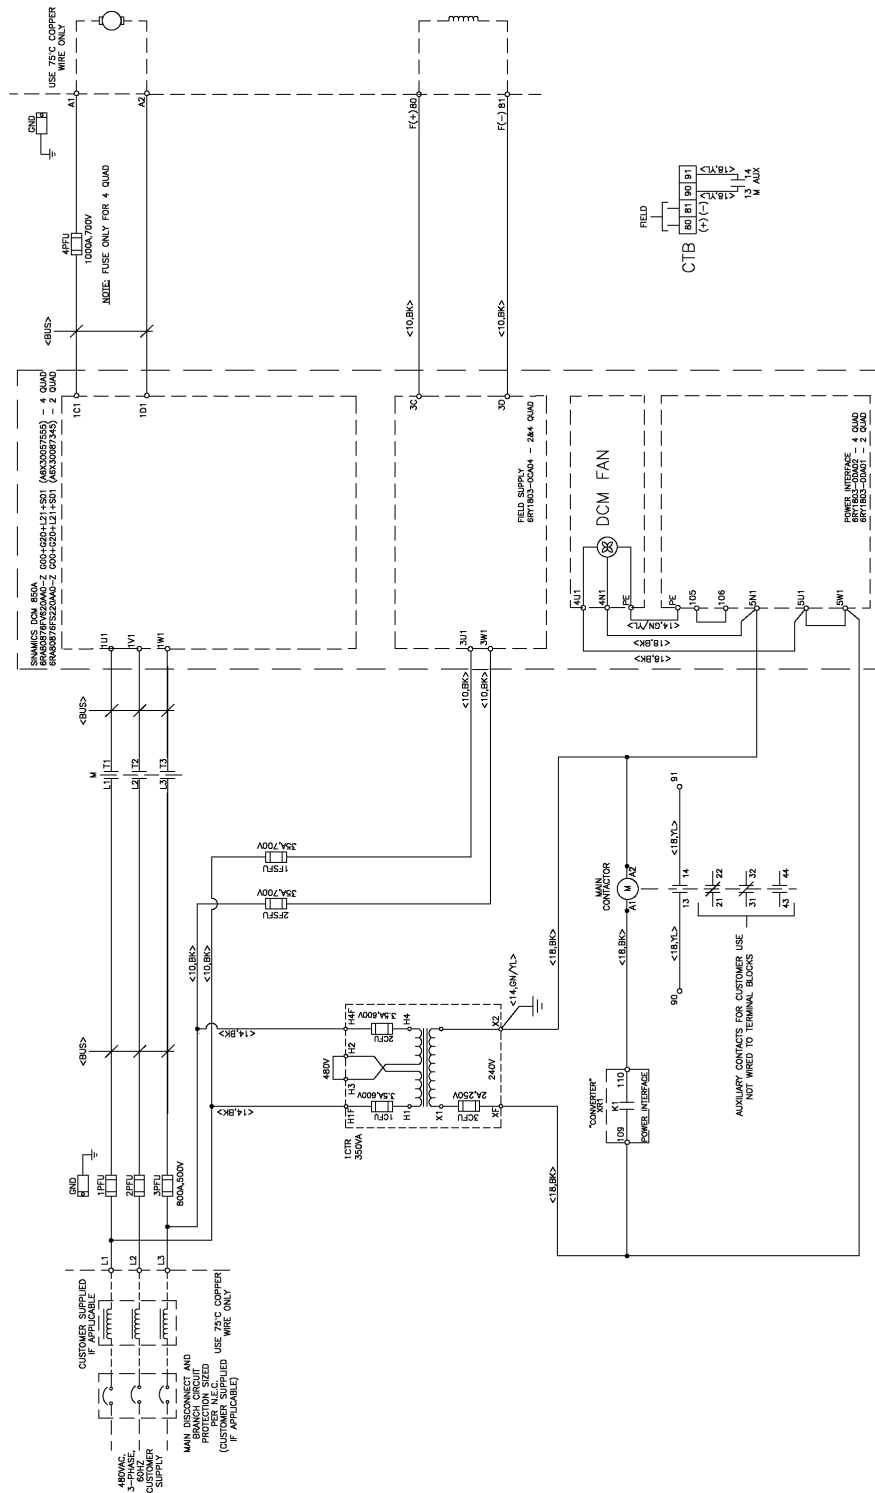 480VAC,
3-PHASE,
60HZ
CUSTOMER
SUPPLY
MAIN DISCONNECT AND
BRANCH CIRCUIT
PROTECTION SIZED
PER N.E.C.
(CUSTOMER SUPPLIED
IF APPLICABLE)
CUSTOMER SUPPLIED
IF APPLICABLE
USE 75°C COPPER
WIRE ONLY
L1
L2
L3
GND
1PFU
2PFU
3PFU
800A,500V
<BUS>
<10,BK>
<10,BK>
M
L1
T1
L2
T2
L3
T3
<BUS>
SINAMICS DCM 850A
6RA80876FV620AA0-Z G00+G20+L21+S01 (A6X30057555) - 4 QUAD
6RA80876FS220AA0-Z G00+G20+L21+S01 (A6X30087345) - 2 QUAD
1U1
1V1
1W1
1C1
1D1
<BUS>
4PFU
1000A,700V
NOTE: FUSE ONLY FOR 4 QUAD
GND
A1
A2
USE 75°C COPPER
WIRE ONLY
2FSFU
35A,700V
1FSFU
35A,700V
<10,BK>
<10,BK>
3U1
3W1
FIELD SUPPLY
6RY1803-0CA04 - 2&4 QUAD
3C
3D
<10,BK>
<10,BK>
F(+) 80
F(-) 81
<14,BK>
<14,BK>
1CTR
350VA
H1F
H3
H2
H4F
480V
1CFU
3.5A,600V
2CFU
3.5A,600V
H1
H4
X1
3CFU
2A,250V
XF
X2
240V
<14,GN/YL>
<18,BK>
<18,BK>
"CONVERTER"
XR1
109
K1
110
POWER INTERFACE
<18,BK>
MAIN
CONTACTOR
A1
M
A2
90
<18,YL>
13
14
<18,YL>
91
21
22
31
32
43
44
AUXILIARY CONTACTS FOR CUSTOMER USE
NOT WIRED TO TERMINAL BLOCKS
DCM FAN
4U1
4N1
PE
PE
105
106
5N1
5U1
5W1
<14,GN/YL>
<18,BK>
<18,BK>
POWER INTERFACE
6RY1803-0DA02 - 4 QUAD
6RY1803-0DA01 - 2 QUAD
CTB
FIELD
80
81
90
91
(+)
(-)
<18,YL>
<18,YL>
13
14
M AUX